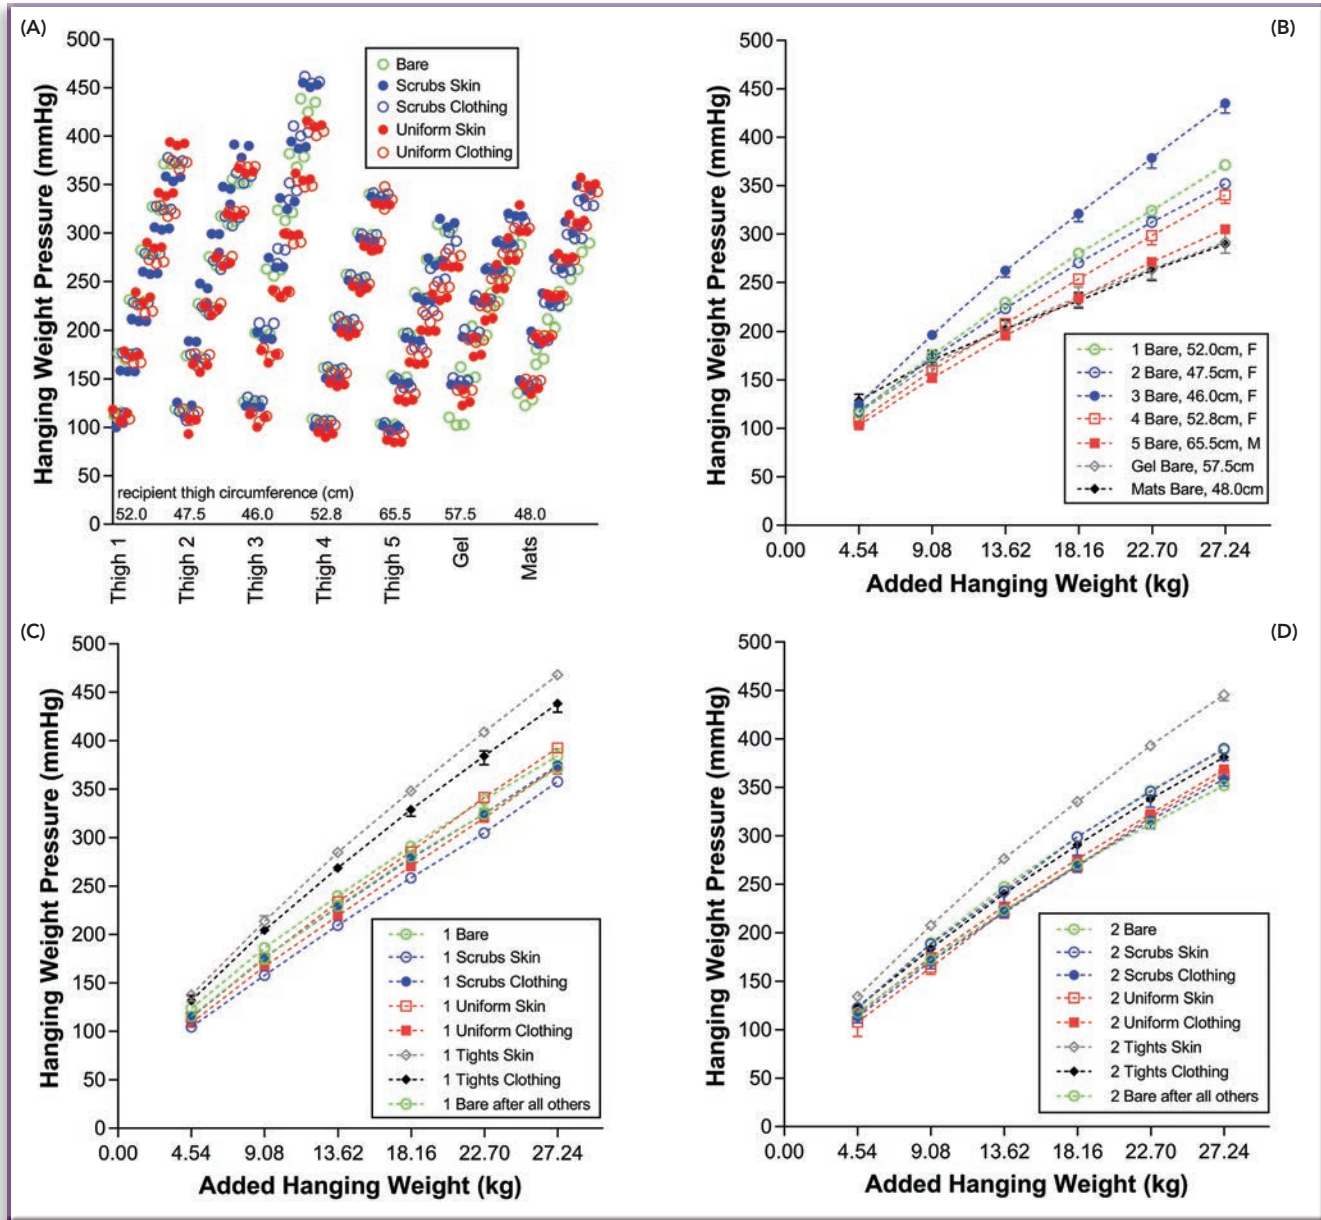 (A)
Hanging Weight Pressure (mmHg)
500
450
400
350
300
250
200
150
100
50
0
Bare
Scrubs Skin
Scrubs Clothing
Uniform Skin
Uniform Clothing
recipient thigh circumference (cm)
52.0 47.5 46.0 52.8 65.5 57.5 48.0
Thigh 1
Thigh 2
Thigh 3
Thigh 4
Thigh 5
Gel
Mats
(B)
Hanging Weight Pressure (mmHg)
500
450
400
350
300
250
200
150
100
50
0
1 Bare, 52.0cm, F
2 Bare, 47.5cm, F
3 Bare, 46.0cm, F
4 Bare, 52.8cm, F
5 Bare, 65.5cm, M
Gel Bare, 57.5cm
Mats Bare, 48.0cm
0.00 4.54 9.08 13.62 18.16 22.70 27.24
Added Hanging Weight (kg)
(C)
Hanging Weight Pressure (mmHg)
500
450
400
350
300
250
200
150
100
50
0
1 Bare
1 Scrubs Skin
1 Scrubs Clothing
1 Uniform Skin
1 Uniform Clothing
1 Tights Skin
1 Tights Clothing
1 Bare after all others
0.00 4.54 9.08 13.62 18.16 22.70 27.24
Added Hanging Weight (kg)
(D)
Hanging Weight Pressure (mmHg)
500
450
400
350
300
250
200
150
100
50
0
2 Bare
2 Scrubs Skin
2 Scrubs Clothing
2 Uniform Skin
2 Uniform Clothing
2 Tights Skin
2 Tights Clothing
2 Bare after all others
0.00 4.54 9.08 13.62 18.16 22.70 27.24
Added Hanging Weight (kg)